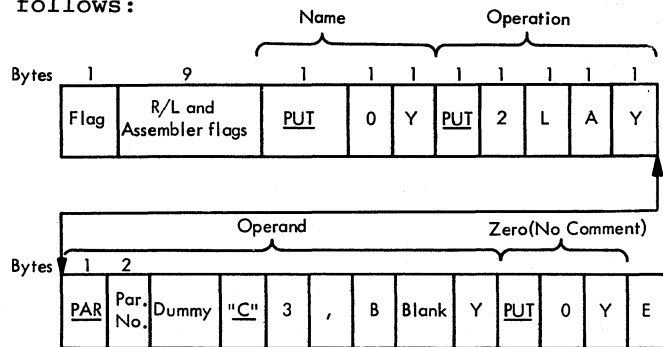 follows:
Name Operation
Bytes 1 9 1 1 1 1 1 1 1 1
Flag R/L and Assembler flags PUT 0 Y PUT 2 L A Y
Operand Zero(No Comment)
Bytes 1 2
PAR Par. No. Dummy "C" 3 , B Blank Y PUT 0 Y E